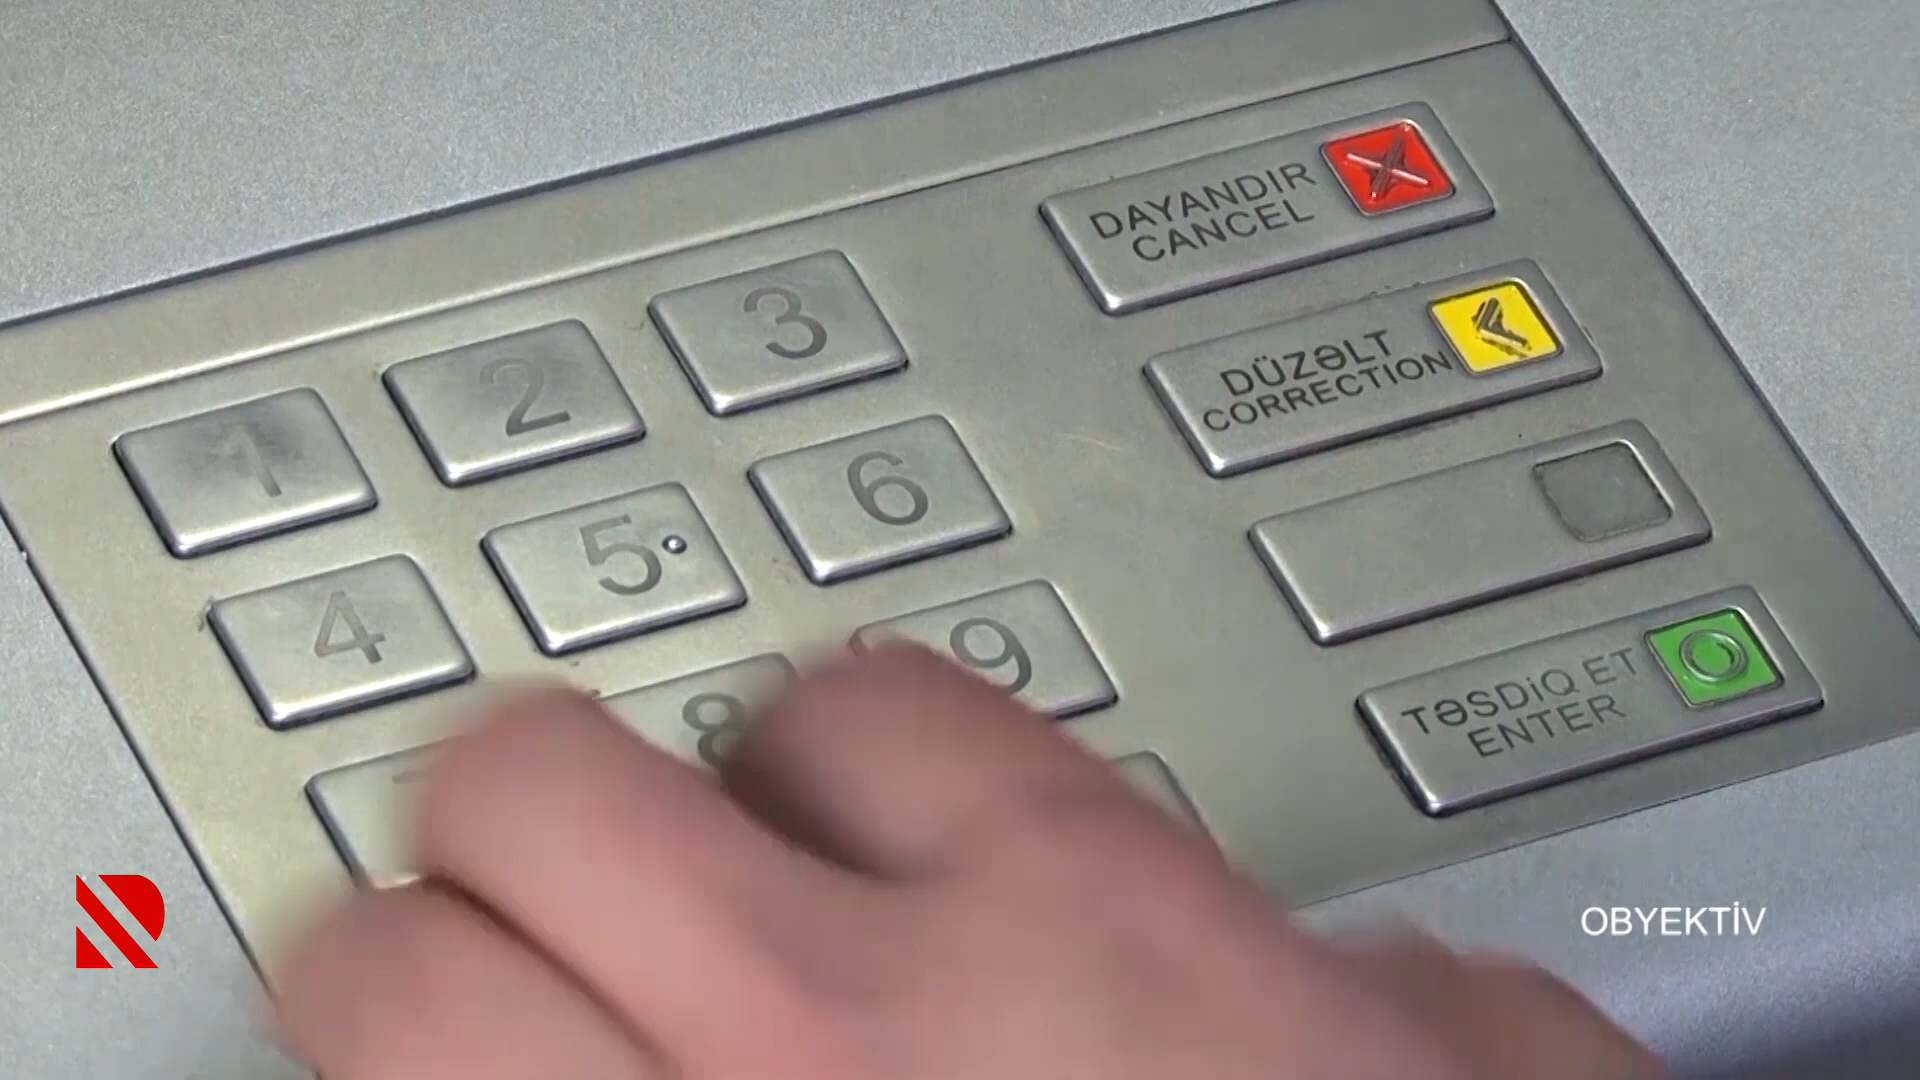 1
2
3
DAYANDIR
CANCEL
4
5
6
DÜZƏLT
CORRECTION
8
9
TƏSDiQ ET
ENTER
OBYEKTİV